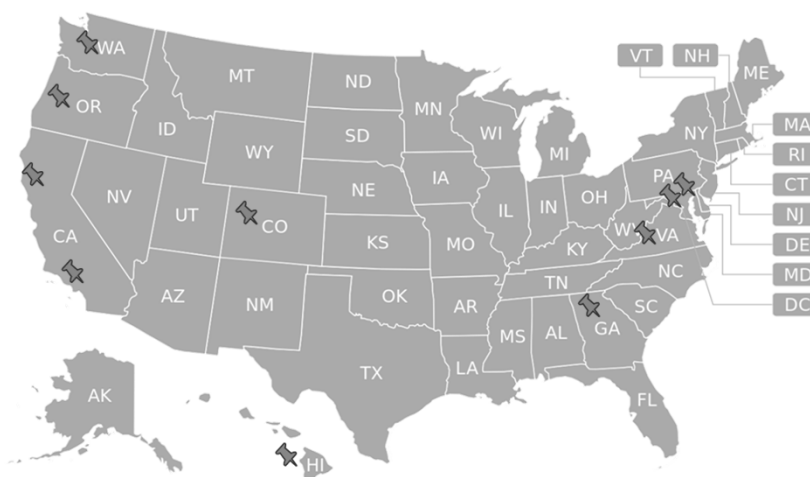 VT NH
WA
ME
MT ND
MN
OR
MA
ID
WI
NY
SD
MI
RI
WY
PA
IA
CT
NE
NV
OH
IL IN
NJ
UT
CO
CA
VA
KS
MO
DE
KY
NC
MD
TN
AZ
OK
NM
AR
SC
DC
GA
MS AL
LA
TX
AK
FL
HI